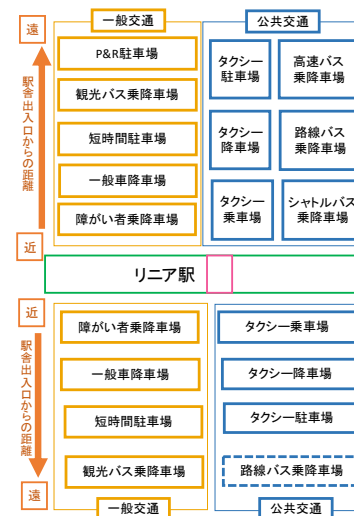 遠
一般交通
公共交通
駅舎出入口からの距離
P&R駐車場
観光バス乗降車場
短時間駐車場
一般車降車場
障がい者乗降車場
タクシー
駐車場
高速バス
乗降車場
タクシー
降車場
路線バス
乗降車場
タクシー
乗車場
シャトルバス
乗降車場
近
リニア駅
近
駅舎出入口からの距離
障がい者乗降車場
タクシー乗車場
一般車降車場
タクシー降車場
短時間駐車場
タクシー駐車場
観光バス乗降車場
路線バス乗降車場
遠
一般交通
公共交通